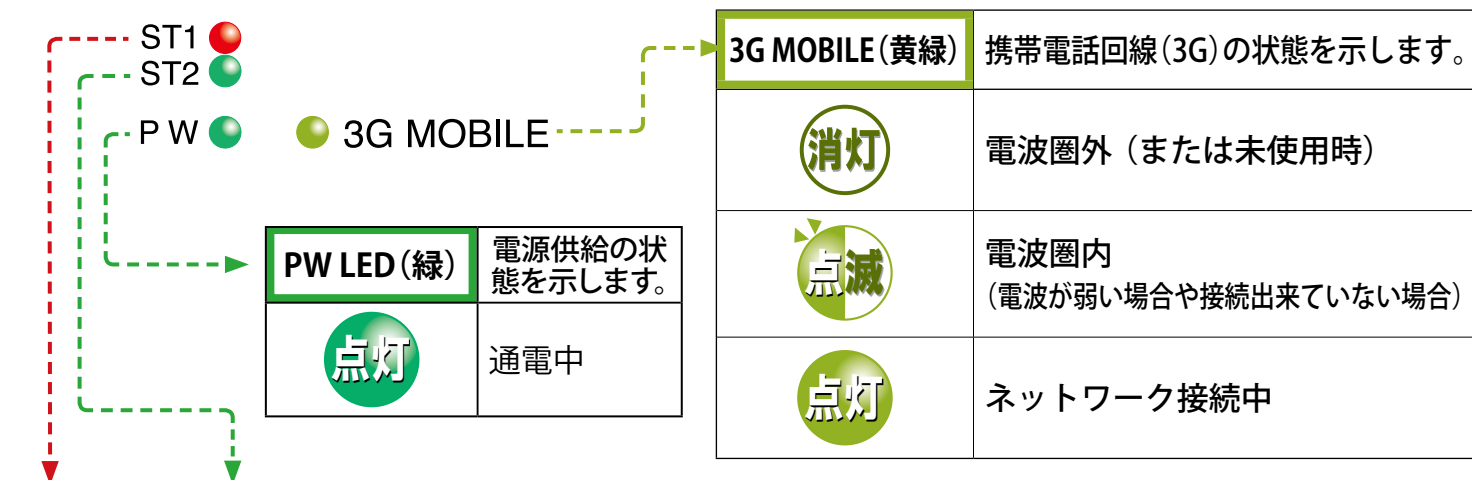 ST1
ST2
P W
3G MOBILE
3G MOBILE（黄緑）
携帯電話回線（3G）の状態を示します。
消灯
電波圏外（または未使用時）
点滅
電波圏内
（電波が弱い場合や接続出来ていない場合）
点灯
ネットワーク接続中
PW LED（緑）
電源供給の状
態を示します。
点灯
通電中